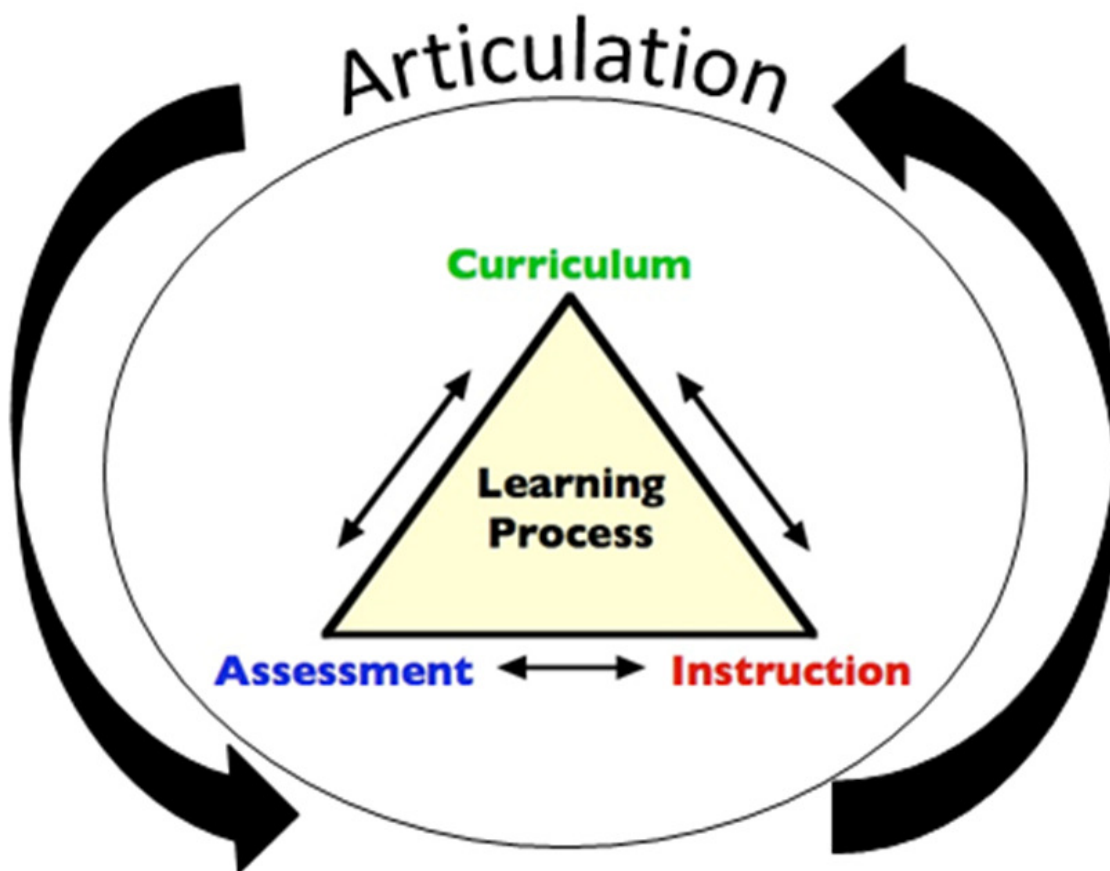 Articulation
Curriculum
Learning
Process
Assessment
Instruction